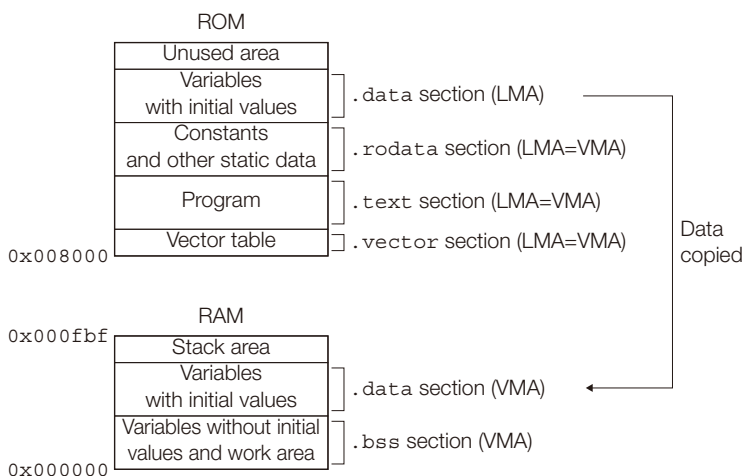 ROM
Unused area
Variables
with initial values
.data section (LMA)
Constants
and other static data
.rodata section (LMA=VMA)
Program
.text section (LMA=VMA)
Vector table
.vector section (LMA=VMA)
0x008000
Data
copied
RAM
0x000fbf
Stack area
Variables
with initial values
.data section (VMA)
Variables without initial
values and work area
.bss section (VMA)
0x000000